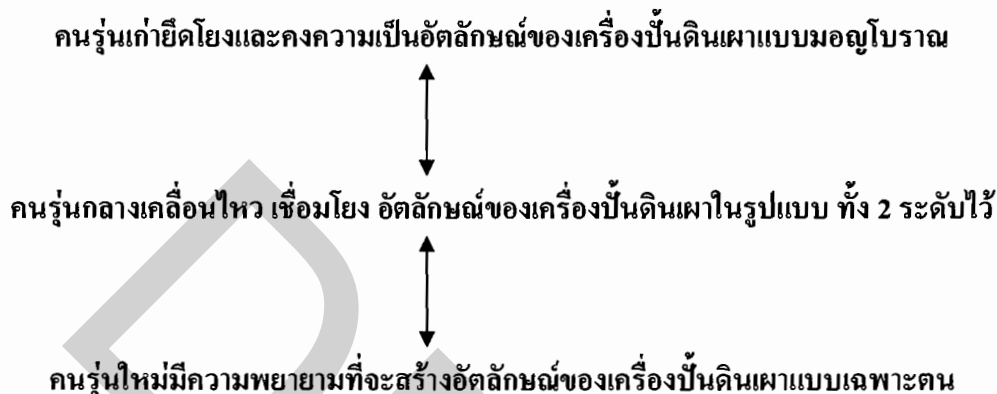 คนรุ่นเก่ายึดโยงและคงความเป็นอัตลักษณ์ของเครื่องปั้นดินเผาแบบมอญโบราณ
คนรุ่นกลางเคลื่อนไหว เชื่อมโยง อัตลักษณ์ของเครื่องปั้นดินเผาในรูปแบบ ทั้ง 2 ระดับไว้
คนรุ่นใหม่มีความพยายามที่จะสร้างอัตลักษณ์ของเครื่องปั้นดินเผาแบบเฉพาะตน